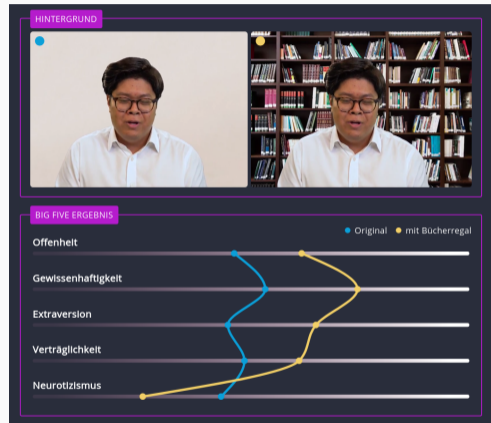 HINTERGRUND
BIG FIVE ERGEBNIS
Original mit Bücherregal
Offenheit
Gewissenhaftigkeit
Extraversion
Verträglichkeit
Neurotizismus